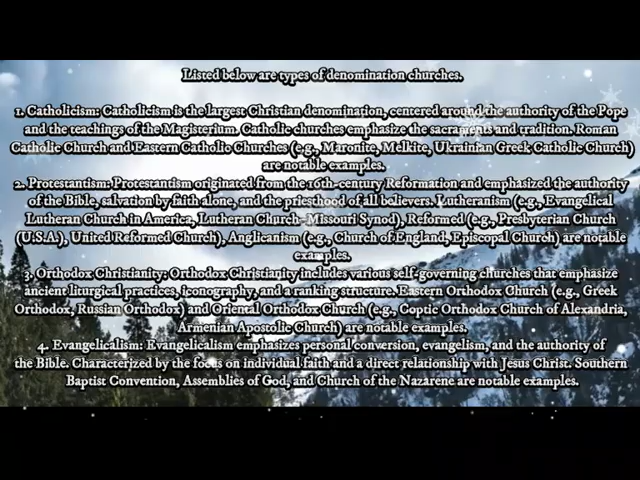 Listed below are types of denomination churches.
1. Catholicism: Catholicism is the largest Christian denomination, centered around the authority of the Pope
and the teachings of the Magisterium. Catholic churches emphasize the sacraments and tradition. Roman
Catholic Church and Eastern Catholic Churches (e.g., Maronite, Melkite, Ukrainian Greek Catholic Church)
are notable examples.
2. Protestantism: Protestantism originated from the 16th-century Reformation and emphasized the authority
of the Bible, salvation by faith alone, and the priesthood of all believers. Lutheranism (e.g., Evangelical
Lutheran Church in America, Lutheran Church–Missouri Synod), Reformed (e.g., Presbyterian Church
(U.S.A.), United Reformed Church), Anglicanism (e.g., Church of England, Episcopal Church) are notable
examples.
3. Orthodox Christianity: Orthodox Christianity includes various self-governing churches that emphasize
ancient liturgical practices, iconography, and a ranking structure. Eastern Orthodox Church (e.g., Greek
Orthodox, Russian Orthodox) and Oriental Orthodox Church (e.g., Coptic Orthodox Church of Alexandria,
Armenian Apostolic Church) are notable examples.
4. Evangelicalism: Evangelicalism emphasizes personal conversion, evangelism, and the authority of
the Bible. Characterized by the focus on individual faith and a direct relationship with Jesus Christ. Southern
Baptist Convention, Assemblies of God, and Church of the Nazarene are notable examples.